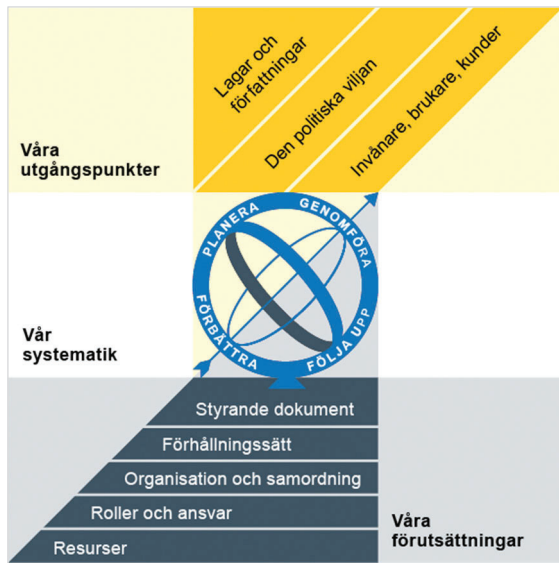 Lagar och
författningar
Den politiska viljan
Invånare, brukare, kunder
Våra
utgångspunkter
PLANERA
GENOMFÖRA
FÖRBÄTTRA
FÖLJA UPP
Vår
systematik
Styrande dokument
Förhållningssätt
Organisation och samordning
Roller och ansvar
Resurser
Våra
förutsättningar